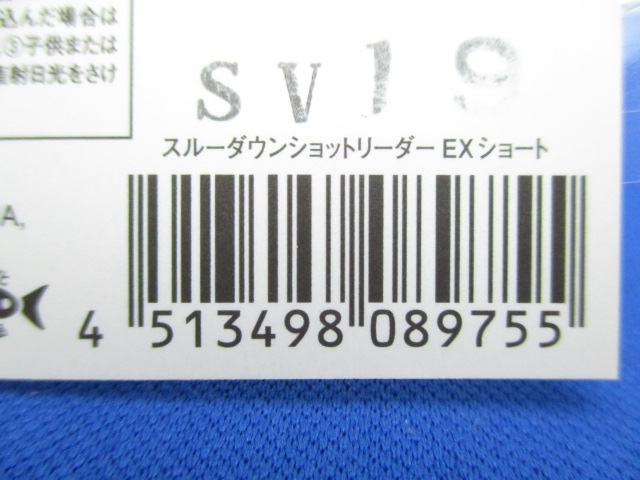 込んだ場合は
③子供または
直射日光をさけ
SV19
スルーダウンショットリーダー EXショート
A,
4 513498 089755